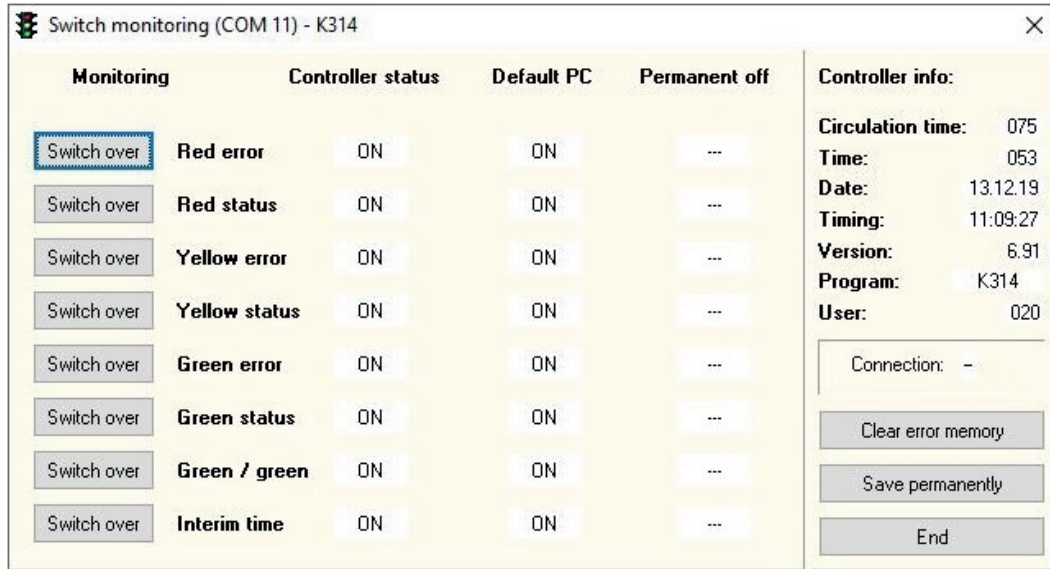 Switch monitoring (COM 11) - K314
Monitoring Controller status Default PC Permanent off
Switch over Red error ON ON ---
Switch over Red status ON ON ---
Switch over Yellow error ON ON ---
Switch over Yellow status ON ON ---
Switch over Green error ON ON ---
Switch over Green status ON ON ---
Switch over Green / green ON ON ---
Switch over Interim time ON ON ---
Controller info:
Circulation time: 075
Time: 053
Date: 13.12.19
Timing: 11:09:27
Version: 6.91
Program: K314
User: 020
Connection: -
Clear error memory
Save permanently
End